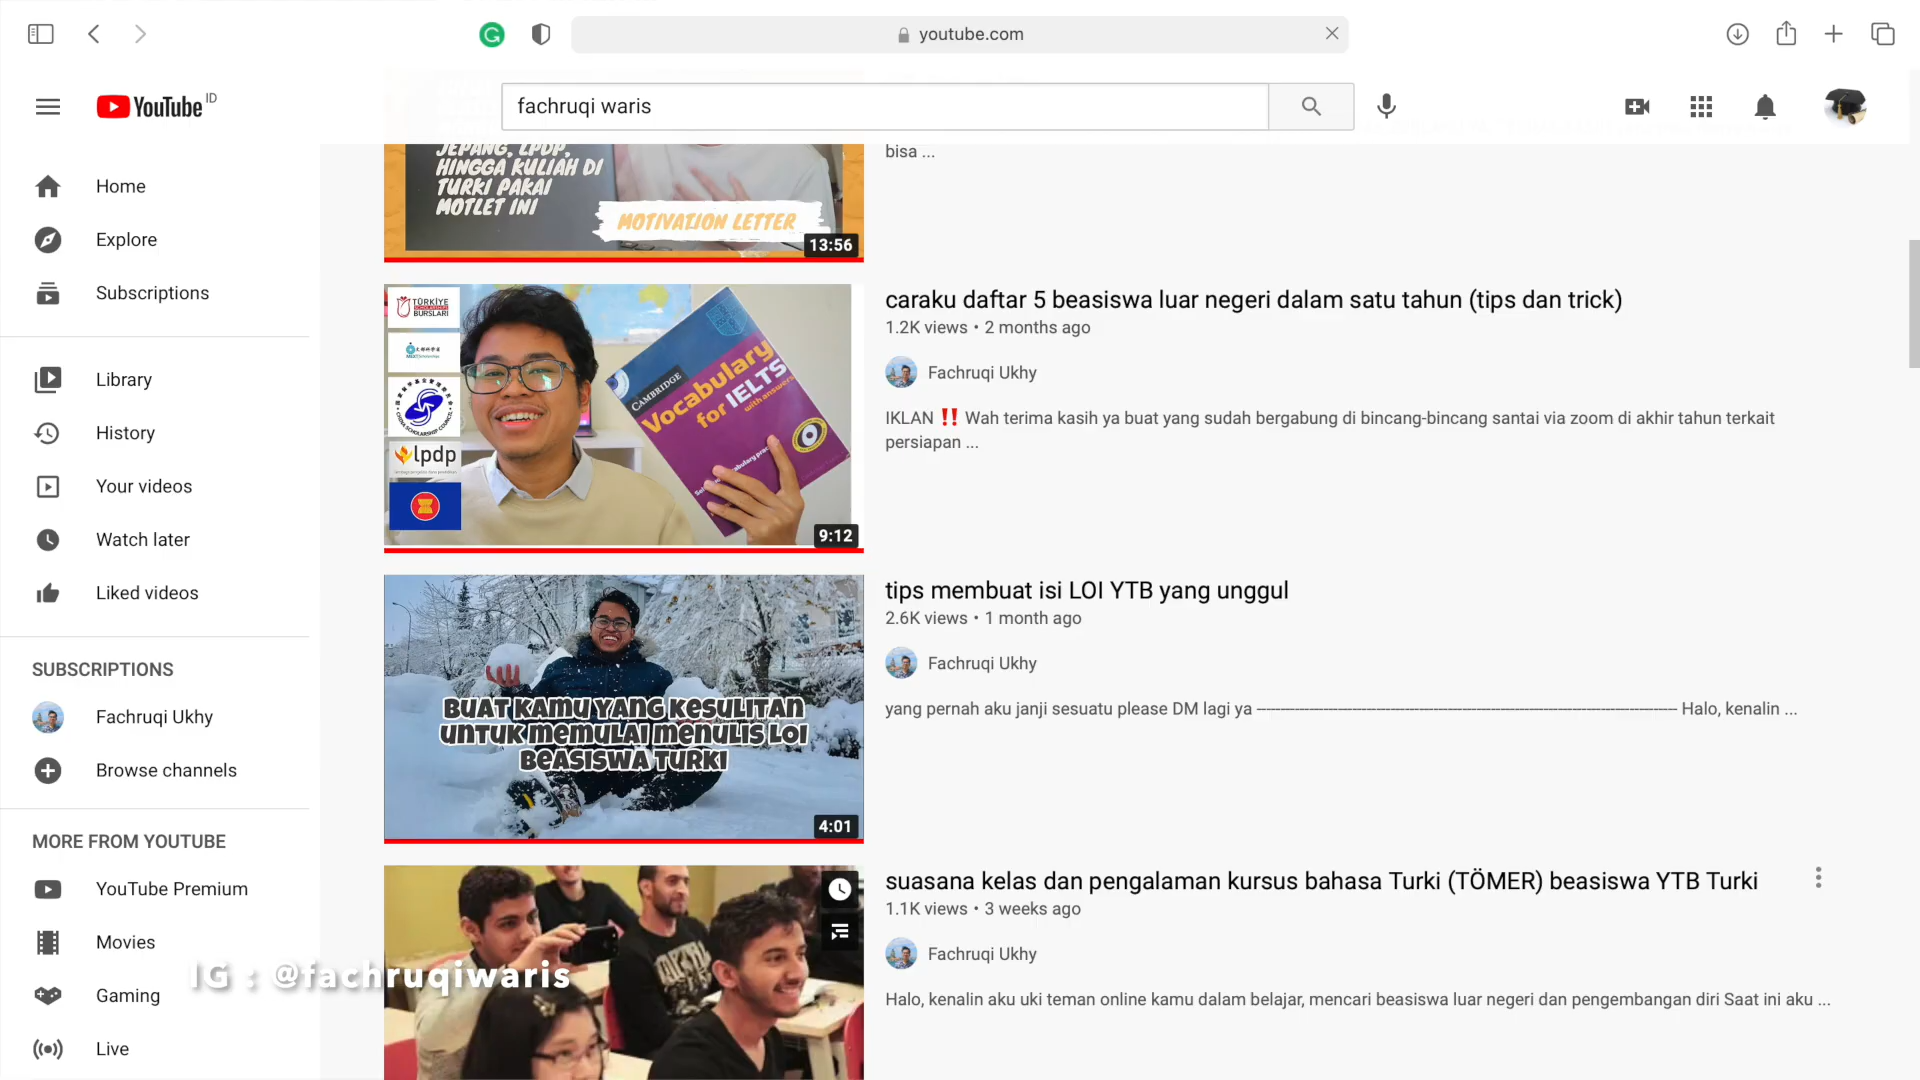 youtube.com
YouTube ID
fachruqi waris
Home
Explore
Subscriptions
Library
History
Your videos
Watch later
Liked videos
SUBSCRIPTIONS
Fachruqi Ukhy
Browse channels
MORE FROM YOUTUBE
YouTube Premium
Movies
Gaming
Live
JEPANG, LPDP,
HINGGA KULIAH DI
TURKI PAKAI
MOTLET INI
MOTIVATION LETTER
13:56
bisa ...
TÜRKİYE
BURSLARI
lpdp
CAMBRIDGE
Vocabulary
for IELTS
with answers
9:12
caraku daftar 5 beasiswa luar negeri dalam satu tahun (tips dan trick)
1.2K views • 2 months ago
Fachruqi Ukhy
IKLAN ‼️ Wah terima kasih ya buat yang sudah bergabung di bincang-bincang santai via zoom di akhir tahun terkait
persiapan ...
BUAT KAMU YANG KESULITAN
UNTUK MEMULAI MENULIS LOI
BEASISWA TURKI
4:01
tips membuat isi LOI YTB yang unggul
2.6K views • 1 month ago
Fachruqi Ukhy
yang pernah aku janji sesuatu please DM lagi ya ---------- Halo, kenalin ...
suasana kelas dan pengalaman kursus bahasa Turki (TÖMER) beasiswa YTB Turki
1.1K views • 3 weeks ago
Fachruqi Ukhy
Halo, kenalin aku uki teman online kamu dalam belajar, mencari beasiswa luar negeri dan pengembangan diri Saat ini aku ...
IG : @fachruqiwaris